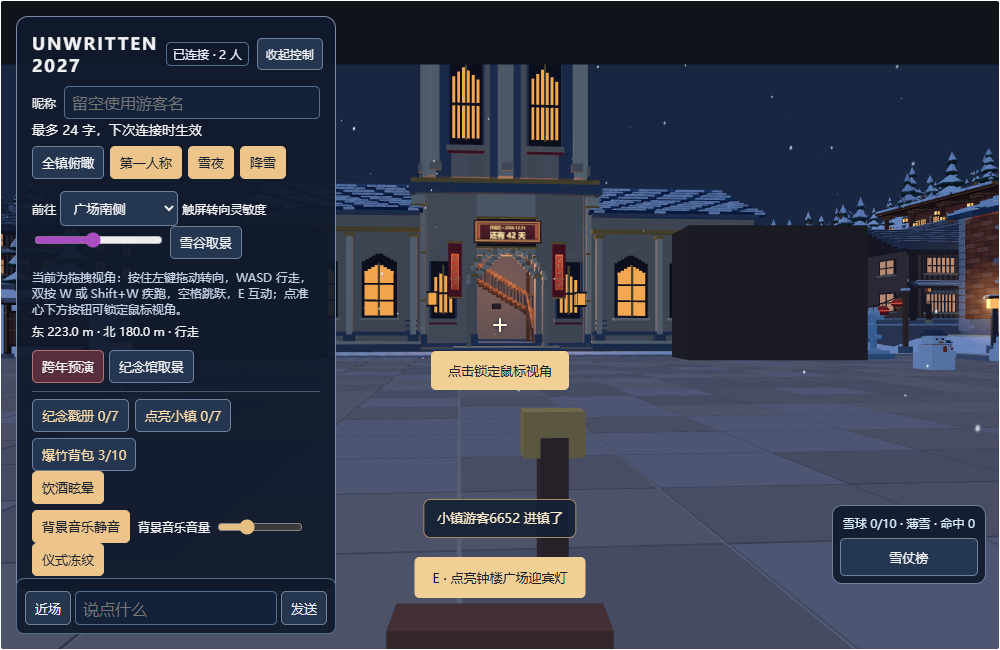 UNWRITTEN
2027
已连接 · 2 人
收起控制
昵称
留空使用游客名
最多 24 字，下次连接时生效
全镇俯瞰
第一人称
雪夜
降雪
前往
广场南侧
触屏转向灵敏度
雪谷取景
当前为拖拽视角：按住左键拖动转向，WASD 行走，
双按 W 或 Shift+W 疾跑，空格跳跃，E 互动；点准
心下方按钮可锁定鼠标视角。
东 223.0 m · 北 180.0 m · 行走
跨年预演
纪念馆取景
纪念戳册 0/7
点亮小镇 0/7
爆竹背包 3/10
饮酒眩晕
背景音乐静音
背景音乐音量
仪式冻纹
近场
说点什么
发送
还有 42 天
点击锁定鼠标视角
小镇游客6652 进镇了
E · 点亮钟楼广场迎宾灯
雪球 0/10 · 薄雪 · 命中 0
雪仗榜